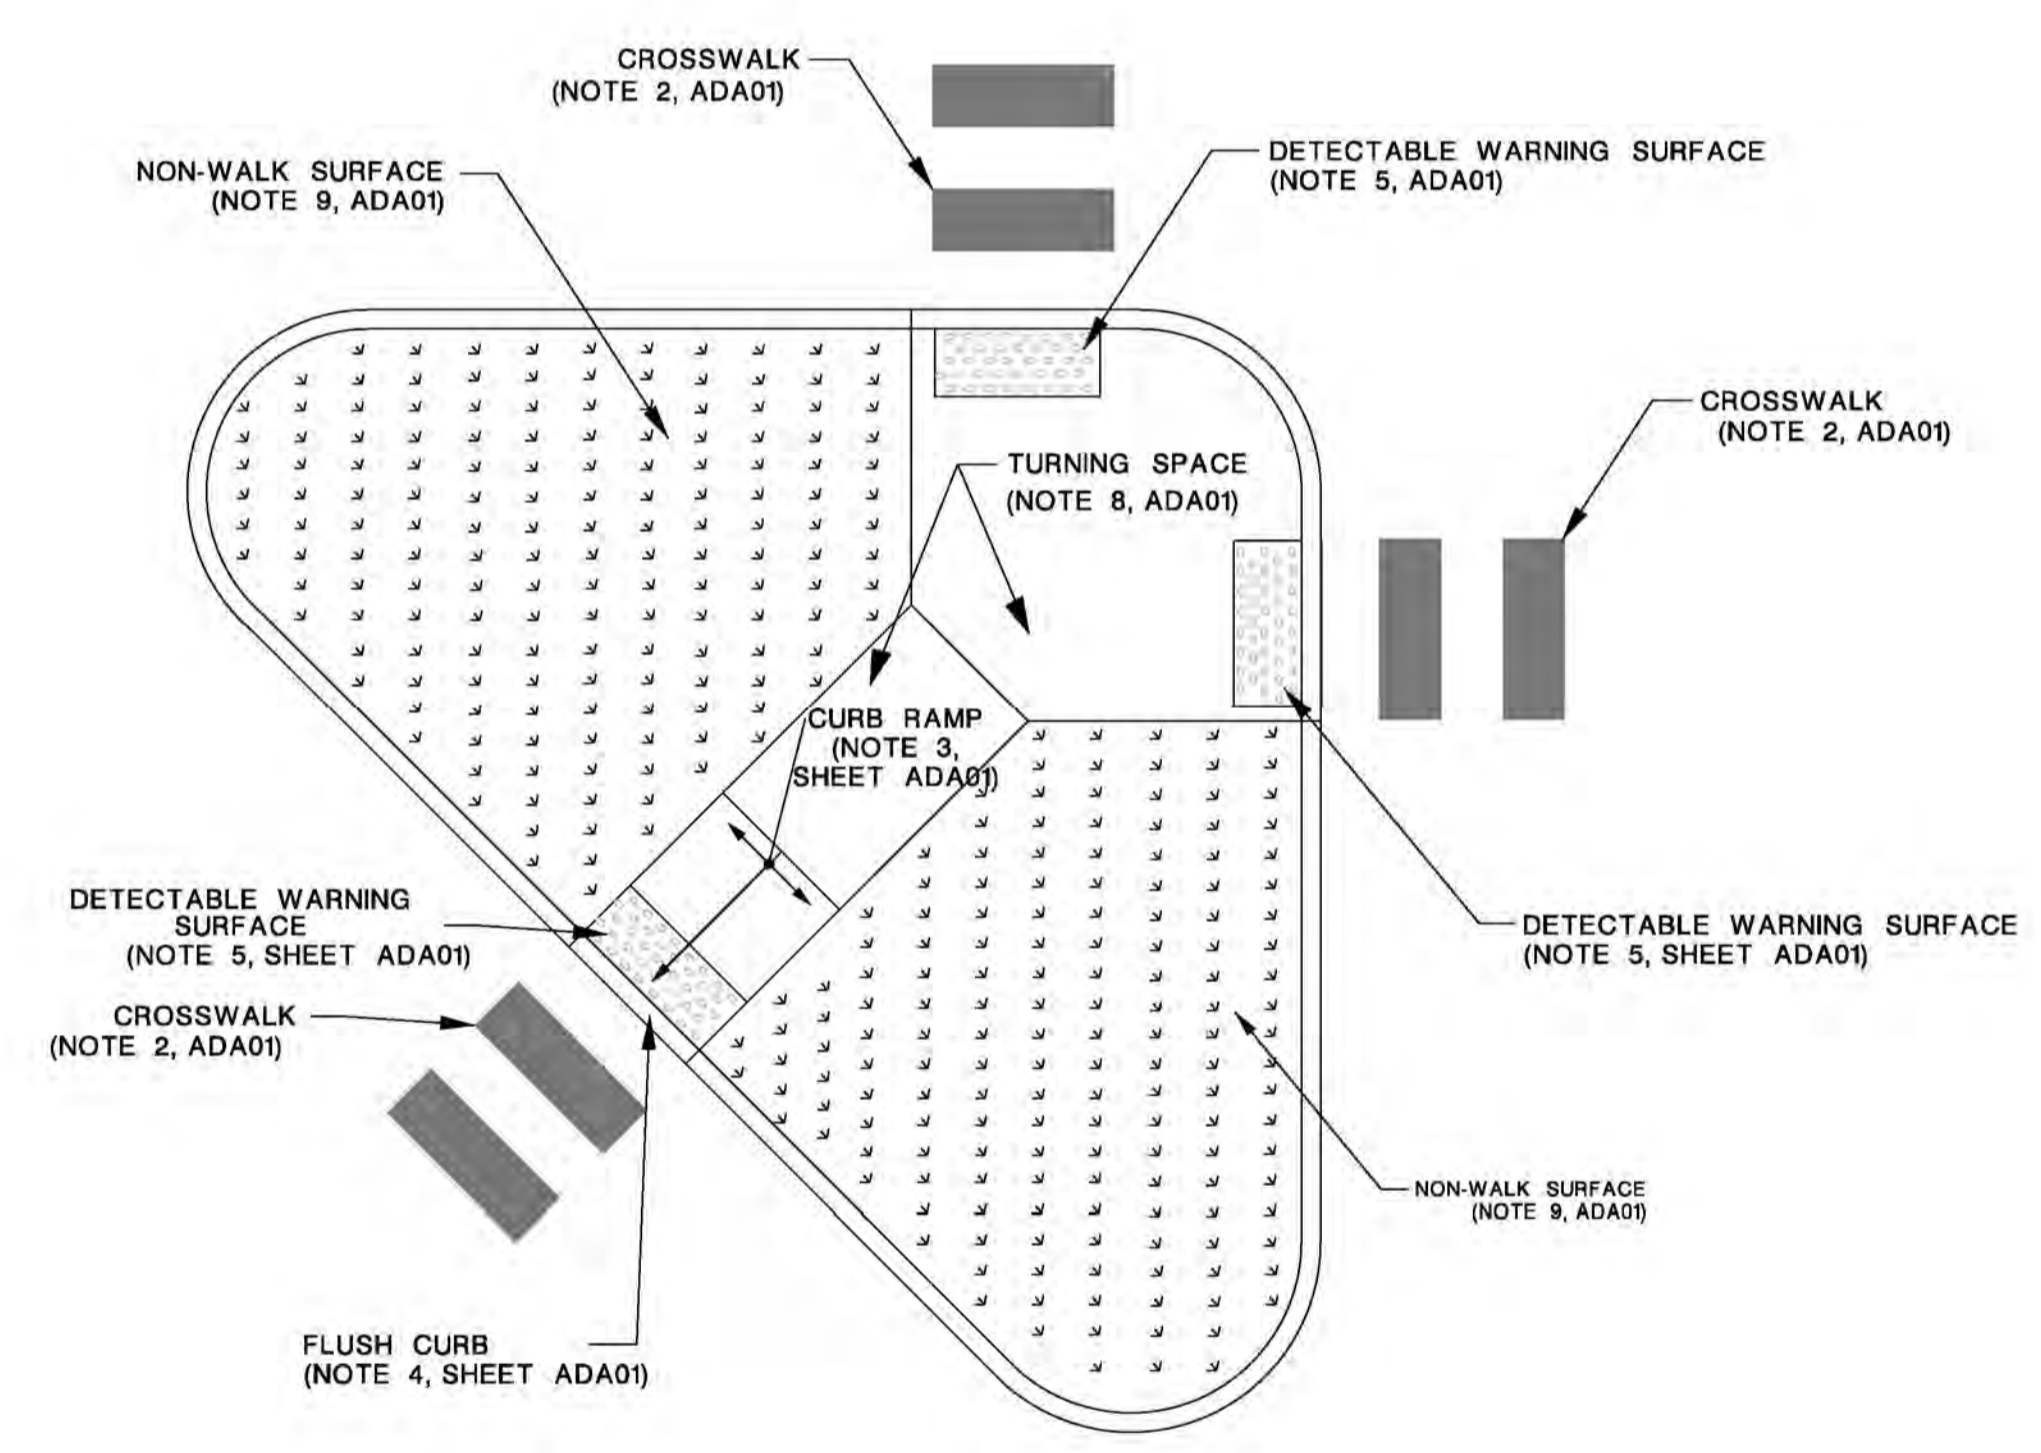 CROSSWALK
(NOTE 2, ADA01)
DETECTABLE WARNING SURFACE
(NOTE 5, ADA01)
NON-WALK SURFACE
(NOTE 9, ADA01)
CROSSWALK
(NOTE 2, ADA01)
TURNING SPACE
(NOTE 8, ADA01)
CURB RAMP
(NOTE 3,
SHEET ADA01)
DETECTABLE WARNING
SURFACE
(NOTE 5, SHEET ADA01)
DETECTABLE WARNING SURFACE
(NOTE 5, SHEET ADA01)
CROSSWALK
(NOTE 2, ADA01)
NON-WALK SURFACE
(NOTE 9, ADA01)
FLUSH CURB
(NOTE 4, SHEET ADA01)